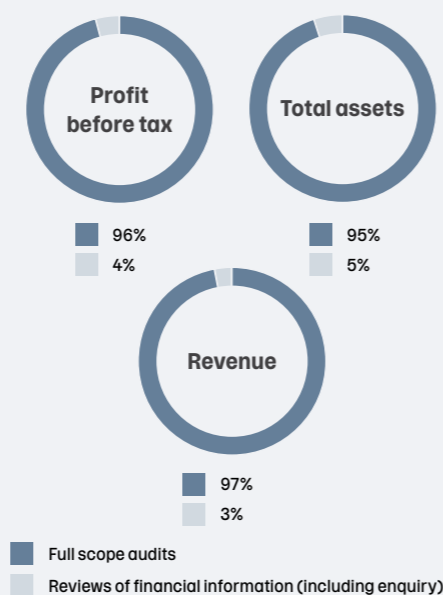 Profit
before tax
96%
4%
Total assets
95%
5%
Revenue
97%
3%
Full scope audits
Reviews of financial information (including enquiry)